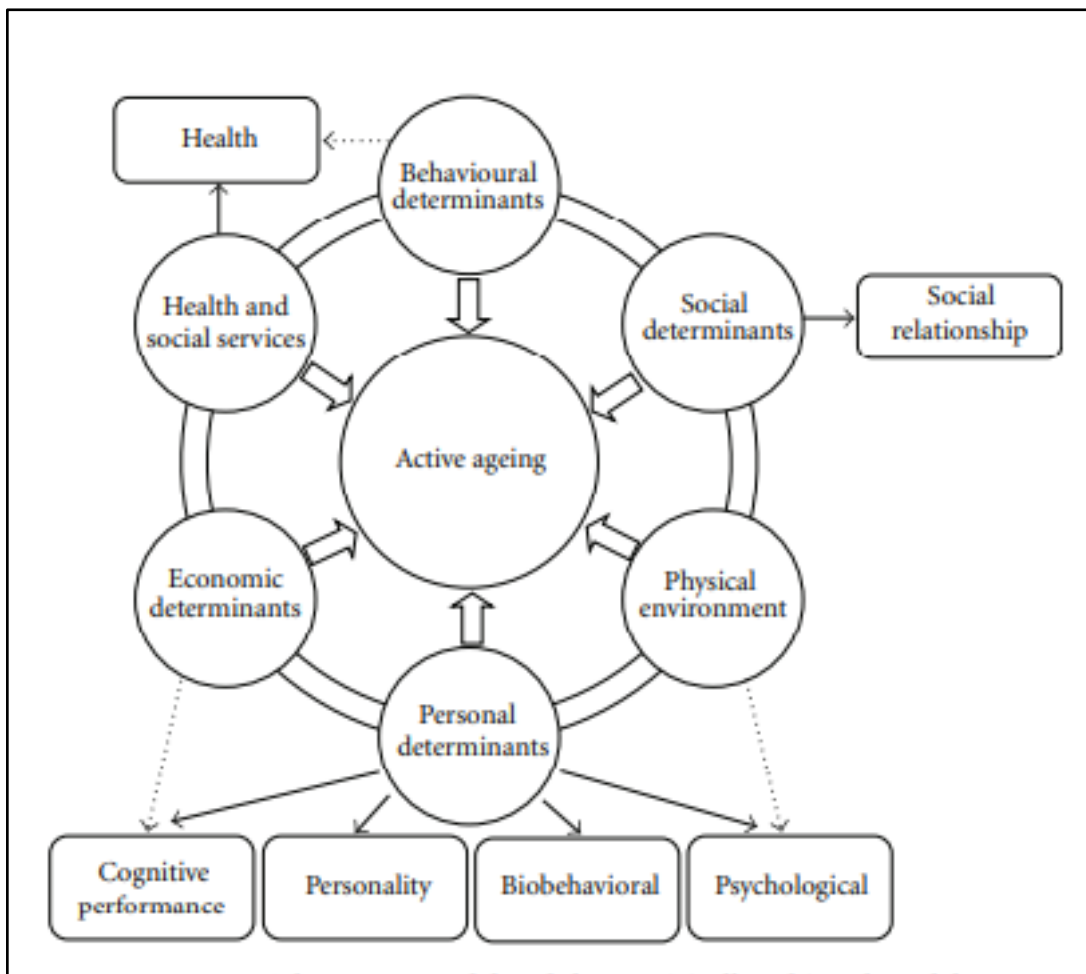 Health
Behavioural
determinants
Health and
social services
Social
determinants
Social
relationship
Active ageing
Economic
determinants
Physical
environment
Personal
determinants
Cognitive
performance
Personality
Biobehavioral
Psychological